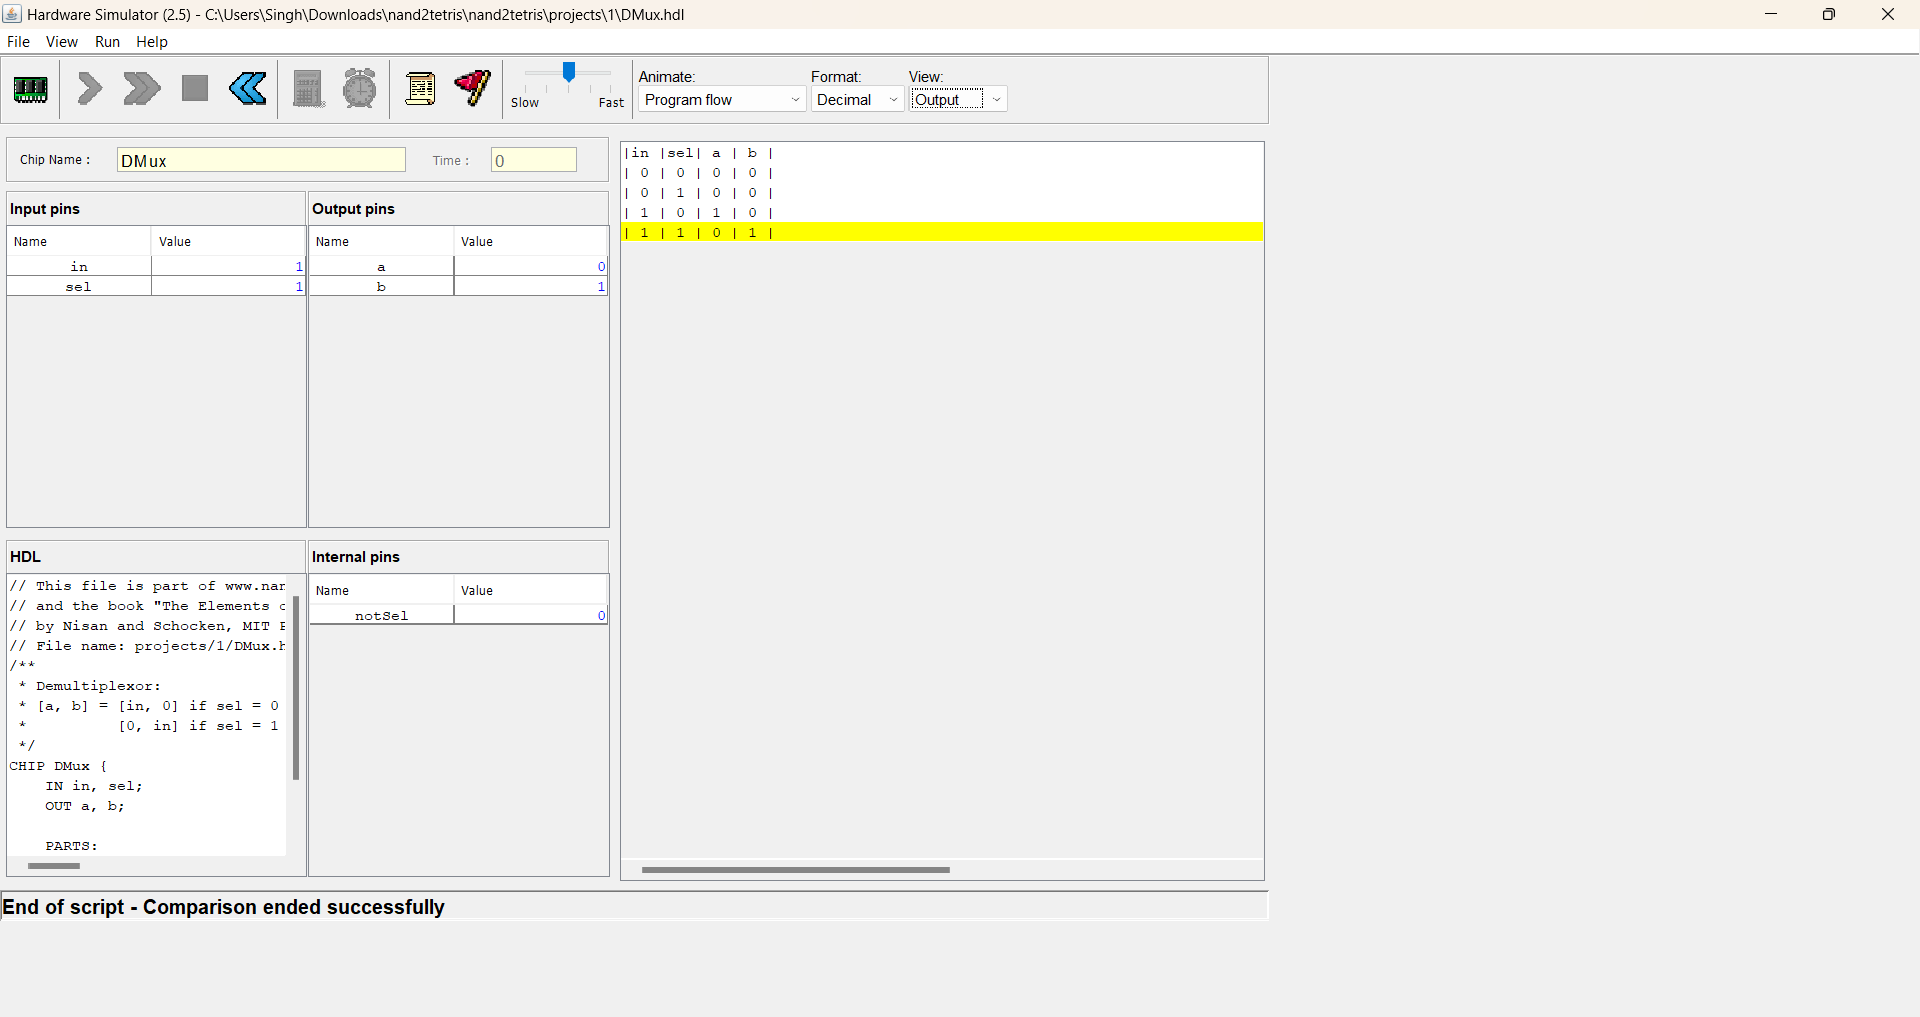 Hardware Simulator (2.5) - C:\Users\Singh\Downloads\nand2tetris\nand2tetris\projects\1\DMux.hdl
File View Run Help
Slow Fast
Animate: Format: View:
Program flow Decimal Output
Chip Name : DMux Time : 0
Input pins
Name Value
in 1
sel 1
Output pins
Name Value
a 0
b 1
|in |sel| a | b |
| 0 | 0 | 0 | 0 |
| 0 | 1 | 0 | 0 |
| 1 | 0 | 1 | 0 |
| 1 | 1 | 0 | 1 |
HDL
// This file is part of www.nan
// and the book "The Elements o
// by Nisan and Schocken, MIT P
// File name: projects/1/DMux.h
/**
* Demultiplexor:
* [a, b] = [in, 0] if sel = 0
* [0, in] if sel = 1
*/
CHIP DMux {
IN in, sel;
OUT a, b;
PARTS:
Internal pins
Name Value
notSel 0
End of script - Comparison ended successfully